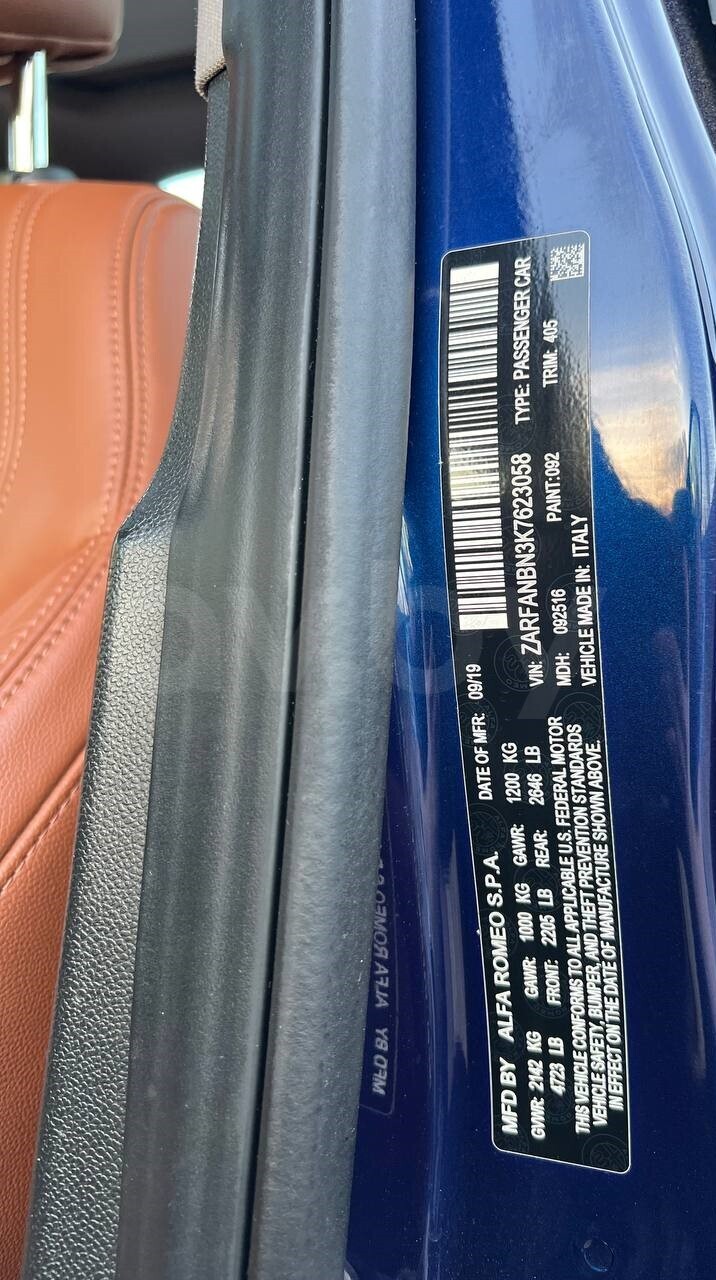 MFD BY ALFA ROMEO S.P.A. DATE OF MFR: 09/19
GVWR: 2142 KG GAWR: 1000 KG GAWR: 1200 KG
4723 LB FRONT: 2205 LB REAR: 2646 LB
THIS VEHICLE CONFORMS TO ALL APPLICABLE U.S. FEDERAL MOTOR
VEHICLE SAFETY, BUMPER, AND THEFT PREVENTION STANDARDS
IN EFFECT ON THE DATE OF MANUFACTURE SHOWN ABOVE.
VIN: ZARFANBN3K7623058 TYPE: PASSENGER CAR
MDH: 092516 PAINT: 092 TRIM: 405
VEHICLE MADE IN: ITALY
MFD BY ALFA ROMEO S.P.A.